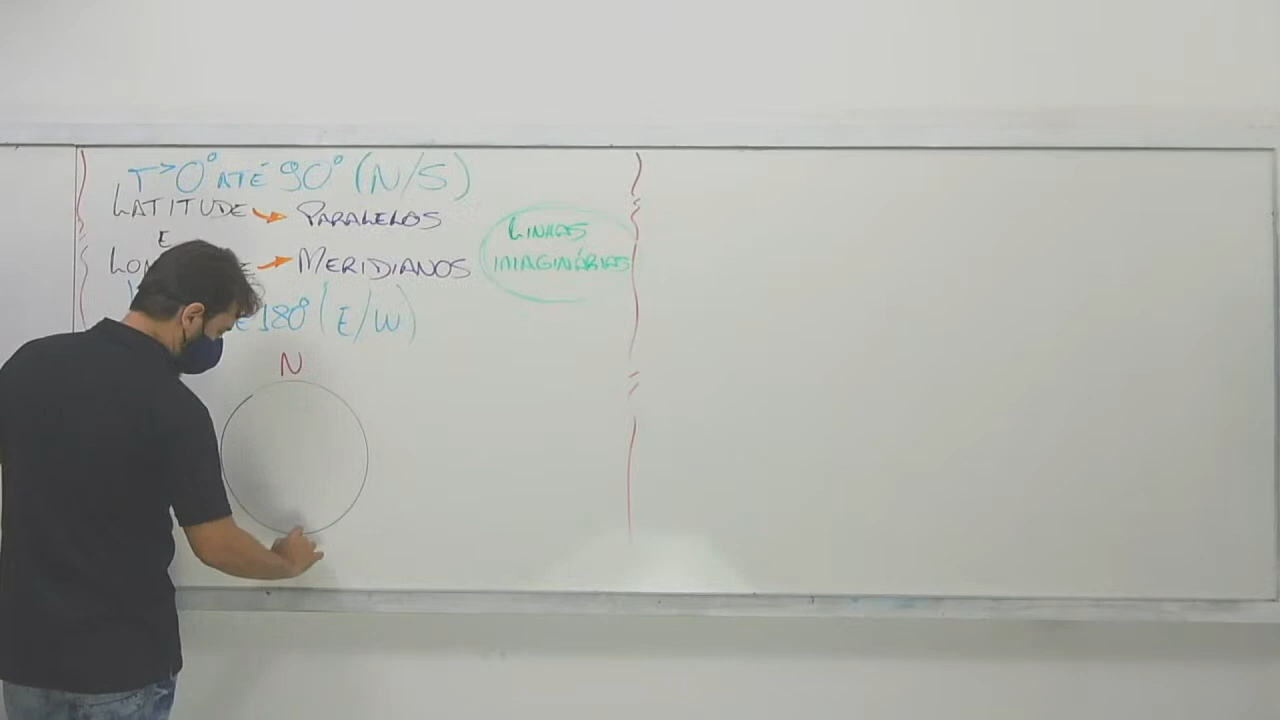 0° ATÉ 90° (N/S)
LATITUDE → PARALELOS
E
→ MERIDIANOS
180° (E/W)
LINHAS
IMAGINÁRIAS
N